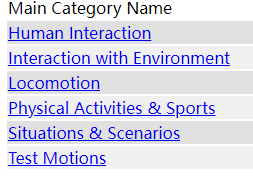 Main Category Name
Human Interaction
Interaction with Environment
Locomotion
Physical Activities & Sports
Situations & Scenarios
Test Motions